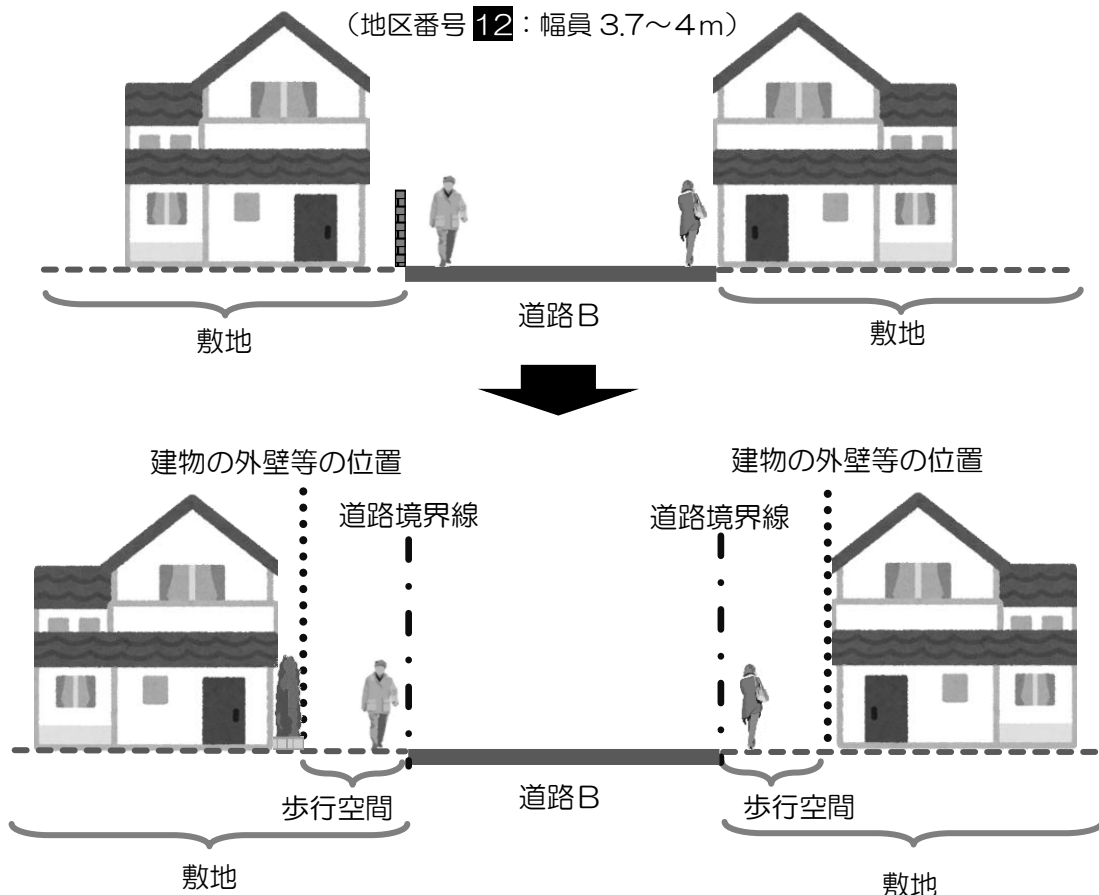 （地区番号 12：幅員 3.7～4ｍ）
道路Ｂ
敷地
敷地
建物の外壁等の位置
建物の外壁等の位置
道路境界線
道路境界線
歩行空間
道路Ｂ
歩行空間
敷地
敷地